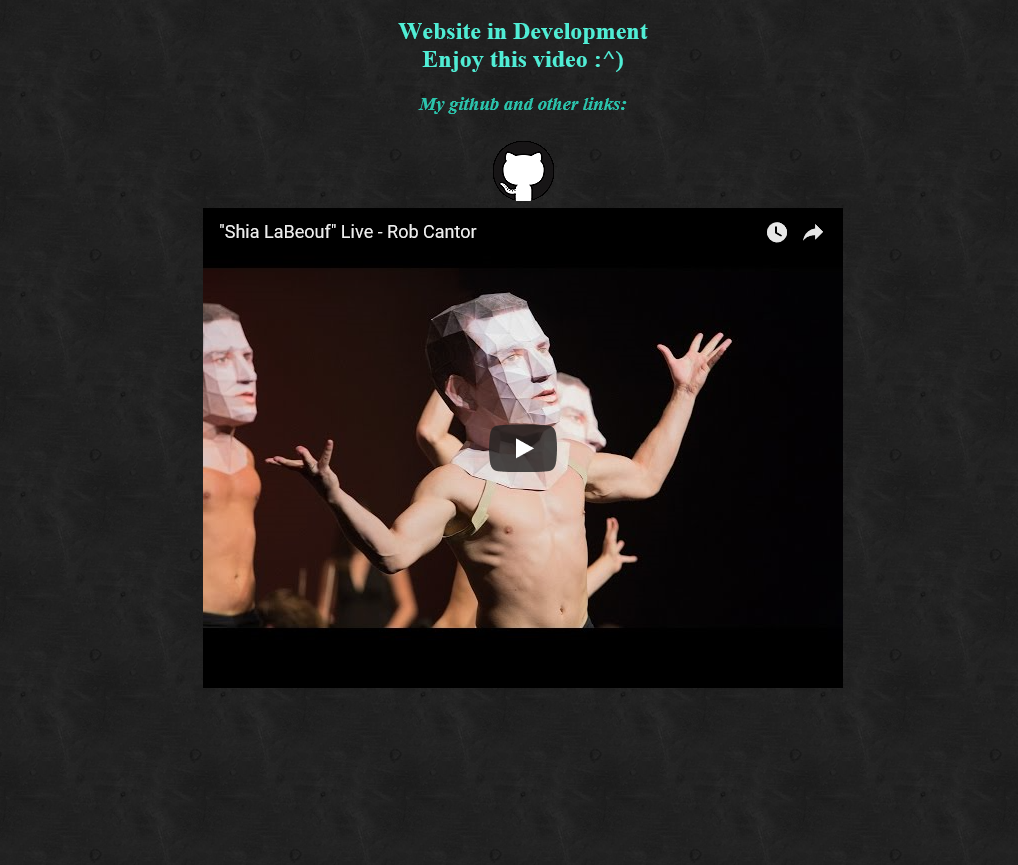 Website in Development
Enjoy this video :^)
My github and other links:
"Shia LaBeouf" Live - Rob Cantor